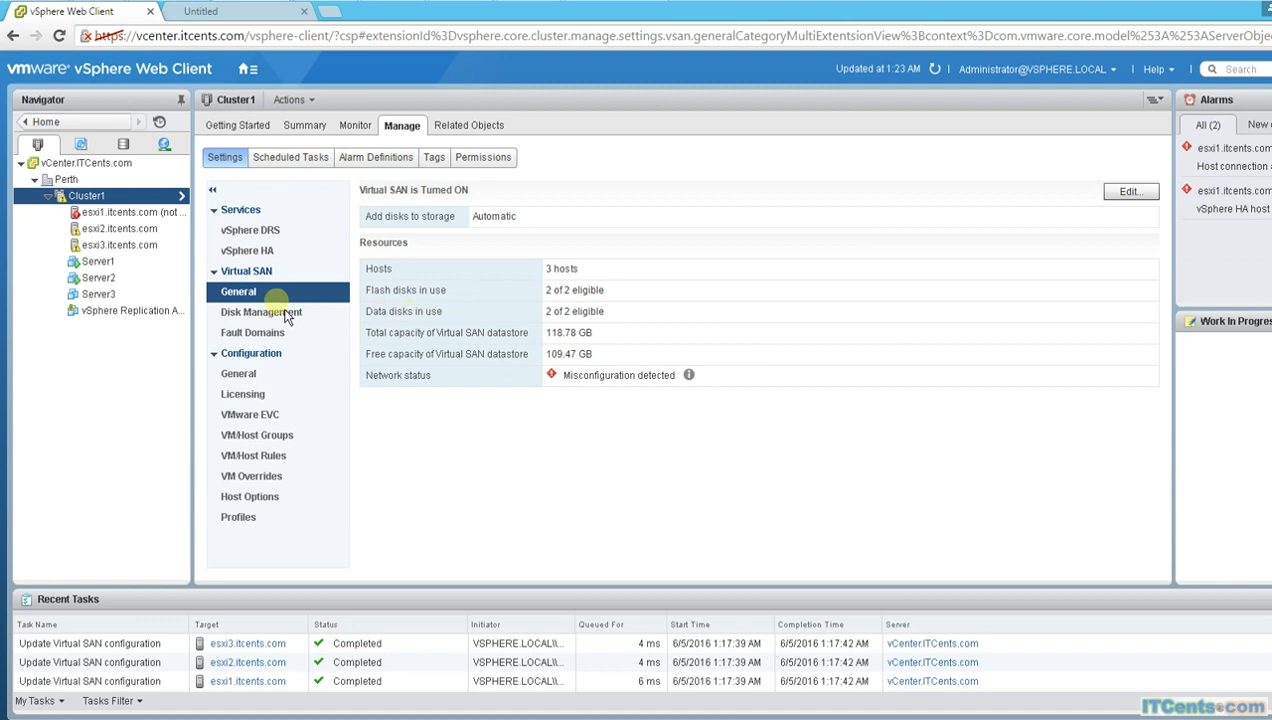 vSphere Web Client
Untitled
https://vcenter.itcents.com/vsphere-client/?csp#extensionId%3Dvsphere.core.cluster.manage.settings.vsan.generalCategoryMultiExtentsionView%3Bcontext%3Dcom.vmware.core.model%253A%253AServerObje
vmware® vSphere Web Client
Updated at 1:23 AM
Administrator@VSPHERE.LOCAL
Help
Search
Navigator
Home
vCenter.ITCents.com
Perth
Cluster1
esxi1.itcents.com (not ...
esxi2.itcents.com
esxi3.itcents.com
Server1
Server2
Server3
vSphere Replication A...
Cluster1 Actions
Getting Started Summary Monitor Manage Related Objects
Settings Scheduled Tasks Alarm Definitions Tags Permissions
Services
vSphere DRS
vSphere HA
Virtual SAN
General
Disk Management
Fault Domains
Configuration
General
Licensing
VMware EVC
VM/Host Groups
VM/Host Rules
VM Overrides
Host Options
Profiles
Virtual SAN is Turned ON
Edit...
Add disks to storage Automatic
Resources
Hosts 3 hosts
Flash disks in use 2 of 2 eligible
Data disks in use 2 of 2 eligible
Total capacity of Virtual SAN datastore 118.78 GB
Free capacity of Virtual SAN datastore 109.47 GB
Network status Misconfiguration detected
Alarms
All (2) New
esxi1.itcents.com
Host connection
esxi1.itcents.com
vSphere HA host
Work In Progres
Recent Tasks
Task Name Target Status Initiator Queued For Start Time Completion Time Server
Update Virtual SAN configuration esxi3.itcents.com Completed VSPHERE.LOCAL\\... 4 ms 6/5/2016 1:17:39 AM 6/5/2016 1:17:42 AM vCenter.ITCents.com
Update Virtual SAN configuration esxi2.itcents.com Completed VSPHERE.LOCAL\\... 4 ms 6/5/2016 1:17:39 AM 6/5/2016 1:17:42 AM vCenter.ITCents.com
Update Virtual SAN configuration esxi1.itcents.com Completed VSPHERE.LOCAL\\... 6 ms 6/5/2016 1:17:39 AM 6/5/2016 1:17:42 AM vCenter.ITCents.com
My Tasks Tasks Filter
ITCents.com